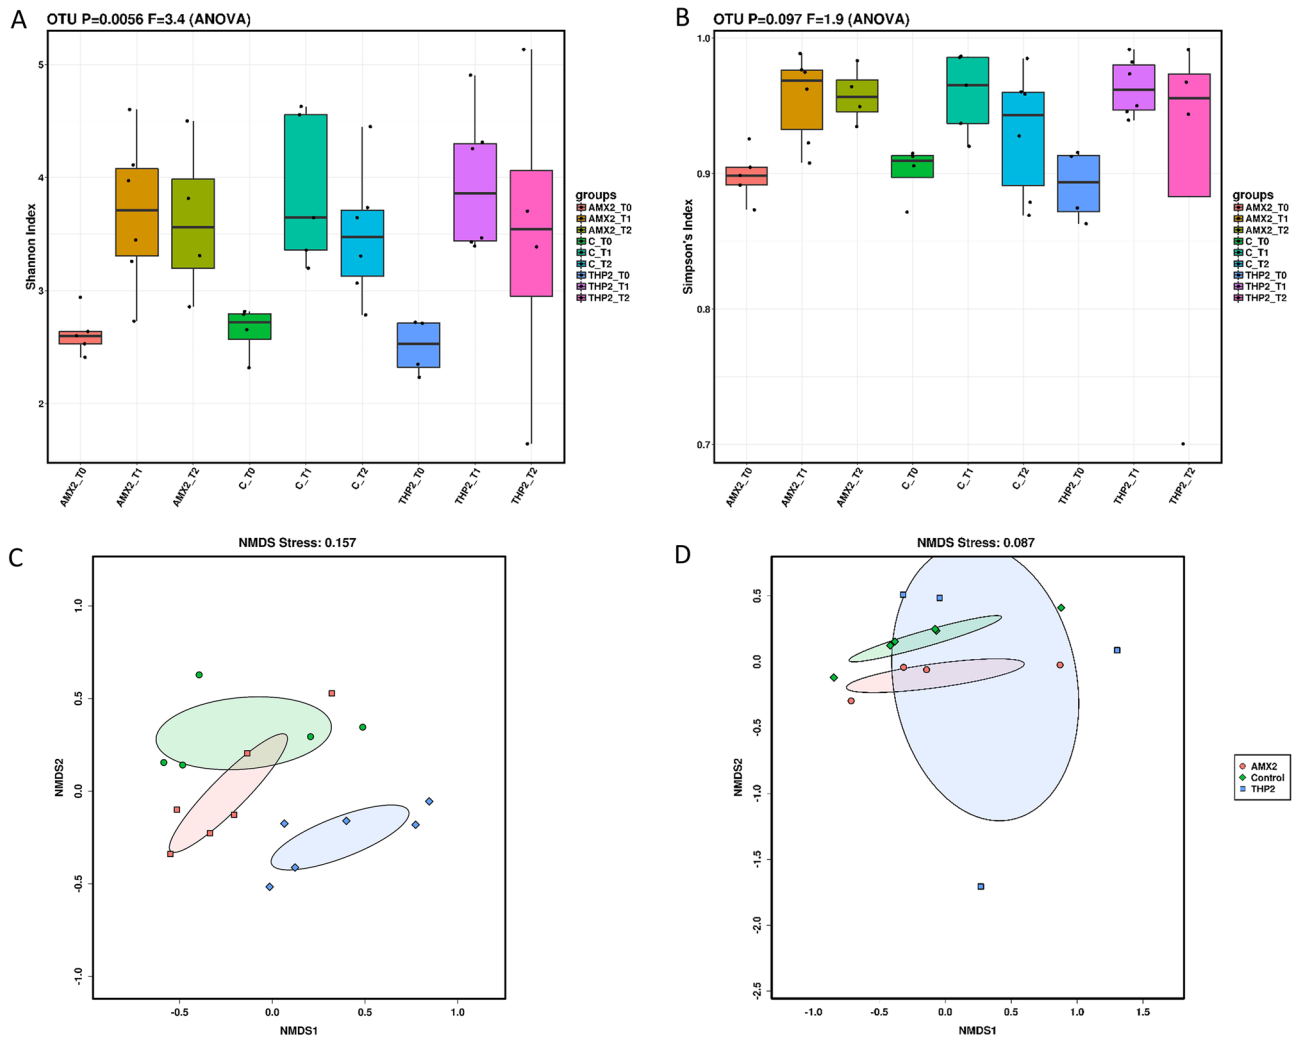 A
OTU P=0.0056 F=3.4 (ANOVA)
Shannon Index
5
4
3
2
AMX2_T0
AMX2_T1
AMX2_T2
C_T0
C_T1
C_T2
THP2_T0
THP2_T1
THP2_T2
groups
AMX2_T0
AMX2_T1
AMX2_T2
C_T0
C_T1
C_T2
THP2_T0
THP2_T1
THP2_T2
B
OTU P=0.097 F=1.9 (ANOVA)
Simpson's Index
1.0
0.9
0.8
0.7
AMX2_T0
AMX2_T1
AMX2_T2
C_T0
C_T1
C_T2
THP2_T0
THP2_T1
THP2_T2
groups
AMX2_T0
AMX2_T1
AMX2_T2
C_T0
C_T1
C_T2
THP2_T0
THP2_T1
THP2_T2
C
NMDS Stress: 0.157
NMDS2
1.0
0.5
0.0
-0.5
-1.0
-0.5
0.0
0.5
1.0
NMDS1
D
NMDS Stress: 0.087
NMDS2
0.5
0.0
-0.5
-1.0
-1.5
-2.0
-2.5
-1.0
-0.5
0.0
0.5
1.0
1.5
NMDS1
AMX2
Control
THP2